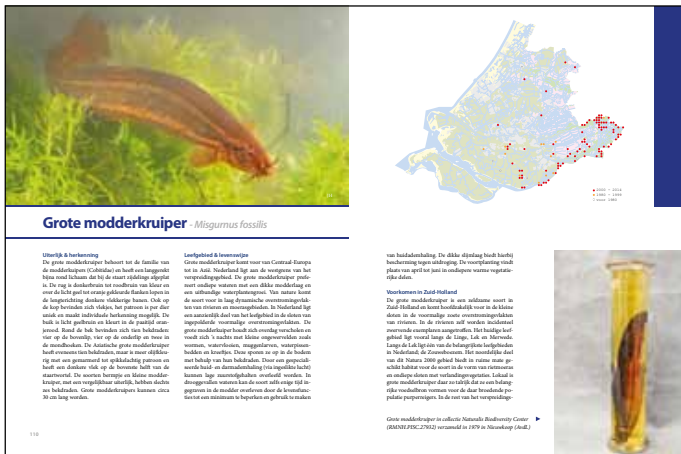 Grote modderkruiper - Misgurnus fossilis
Uiterlijk & herkenning
De grote modderkruiper behoort tot de familie van
de modderkruipers (Cobitidae) en heeft een langgerekt
bijna rond lichaam dat bij de staart zijdelings afgeplat
is. De rug is donkerbruin tot roodbruin van kleur en
over de licht geel tot oranje gekleurde flanken lopen in
de lengterichting donkere vlekkerige banen. Ook op
de kop bevinden zich vlekjes, het patroon is per dier
uniek en maakt individuele herkenning mogelijk. De
buik is licht geelbruin en kleurt in de paaitijd oran-
jerood. Rond de bek bevinden zich tien bekdraden:
vier op de bovenlip, vier op de onderlip en twee in
de mondhoeken. De Aziatische grote modderkruiper
heeft eveneens tien bekdraden, maar is meer olijfkleu-
rig met een gemarmerd tot spikkelachtig patroon en
heeft een donkere vlek op de bovenste helft van de
staartwortel. De soorten bermpje en kleine modder-
kruiper, met een vergelijkbaar uiterlijk, hebben slechts
zes bekdraden. Grote modderkruipers kunnen circa
30 cm lang worden.
Leefgebied & levenswijze
Grote modderkruiper komt voor van Centraal-Europa
tot in Azië. Nederland ligt aan de westgrens van het
verspreidingsgebied. De grote modderkruiper prefe-
reert ondiepe wateren met een dikke modderlaag en
een uitbundige waterplantengroei. Van nature komt
de soort voor in laag dynamische overstromingsvlak-
ten van rivieren en moerasgebieden. In Nederland ligt
een aanzienlijk deel van het leefgebied in de sloten van
ingepolderde voormalige overstromingsvlakten. De
grote modderkruiper houdt zich overdag verscholen en
voedt zich 's nachts met kleine ongewervelden zoals
wormen, watervlooien, muggenlarven, waterpissen-
bedden en kreeftjes. Deze sporen ze op in de bodem
met behulp van hun bekdraden. Door een gespeciali-
seerde huid- en darmademhaling (via ingeslikte lucht)
kunnen lage zuurstofgehalten overleefd worden. In
drooggevallen wateren kan de soort zelfs enige tijd in-
gegraven in de modder overleven door de levensfunc-
ties tot een minimum te beperken en gebruik te maken
van huidademhaling. De dikke slijmlaag biedt hierbij
bescherming tegen uitdroging. De voortplanting vindt
plaats van april tot juni in ondiepere warme vegetatie-
rijke delen.
Voorkomen in Zuid-Holland
De grote modderkruiper is een zeldzame soort in
Zuid-Holland en komt hoofdzakelijk voor in de kleine
sloten in de voormalige zoete overstromingsvlakten
van rivieren. In de rivieren zelf worden incidenteel
zwervende exemplaren aangetroffen. Het huidige leef-
gebied ligt vooral langs de Linge, Lek en Merwede.
Langs de Lek ligt één van de belangrijkste leefgebieden
in Nederland; de Zouweboezem. Het noordelijke deel
van dit Natura 2000 gebied biedt in ruime mate ge-
schikt habitat voor de soort in de vorm van rietmoeras
en ondiepe sloten met verlandingsvegetaties. Lokaal is
grote modderkruiper daar zo talrijk dat ze een belang-
rijke voedselbron vormen voor de daar broedende po-
pulatie purperreigers. In de rest van het verspreidings-
Grote modderkruiper in collectie Naturalis Biodiversity Center
(RMNH.PISC.27932) verzameld in 1979 in Nieuwkoop (AvdL.)